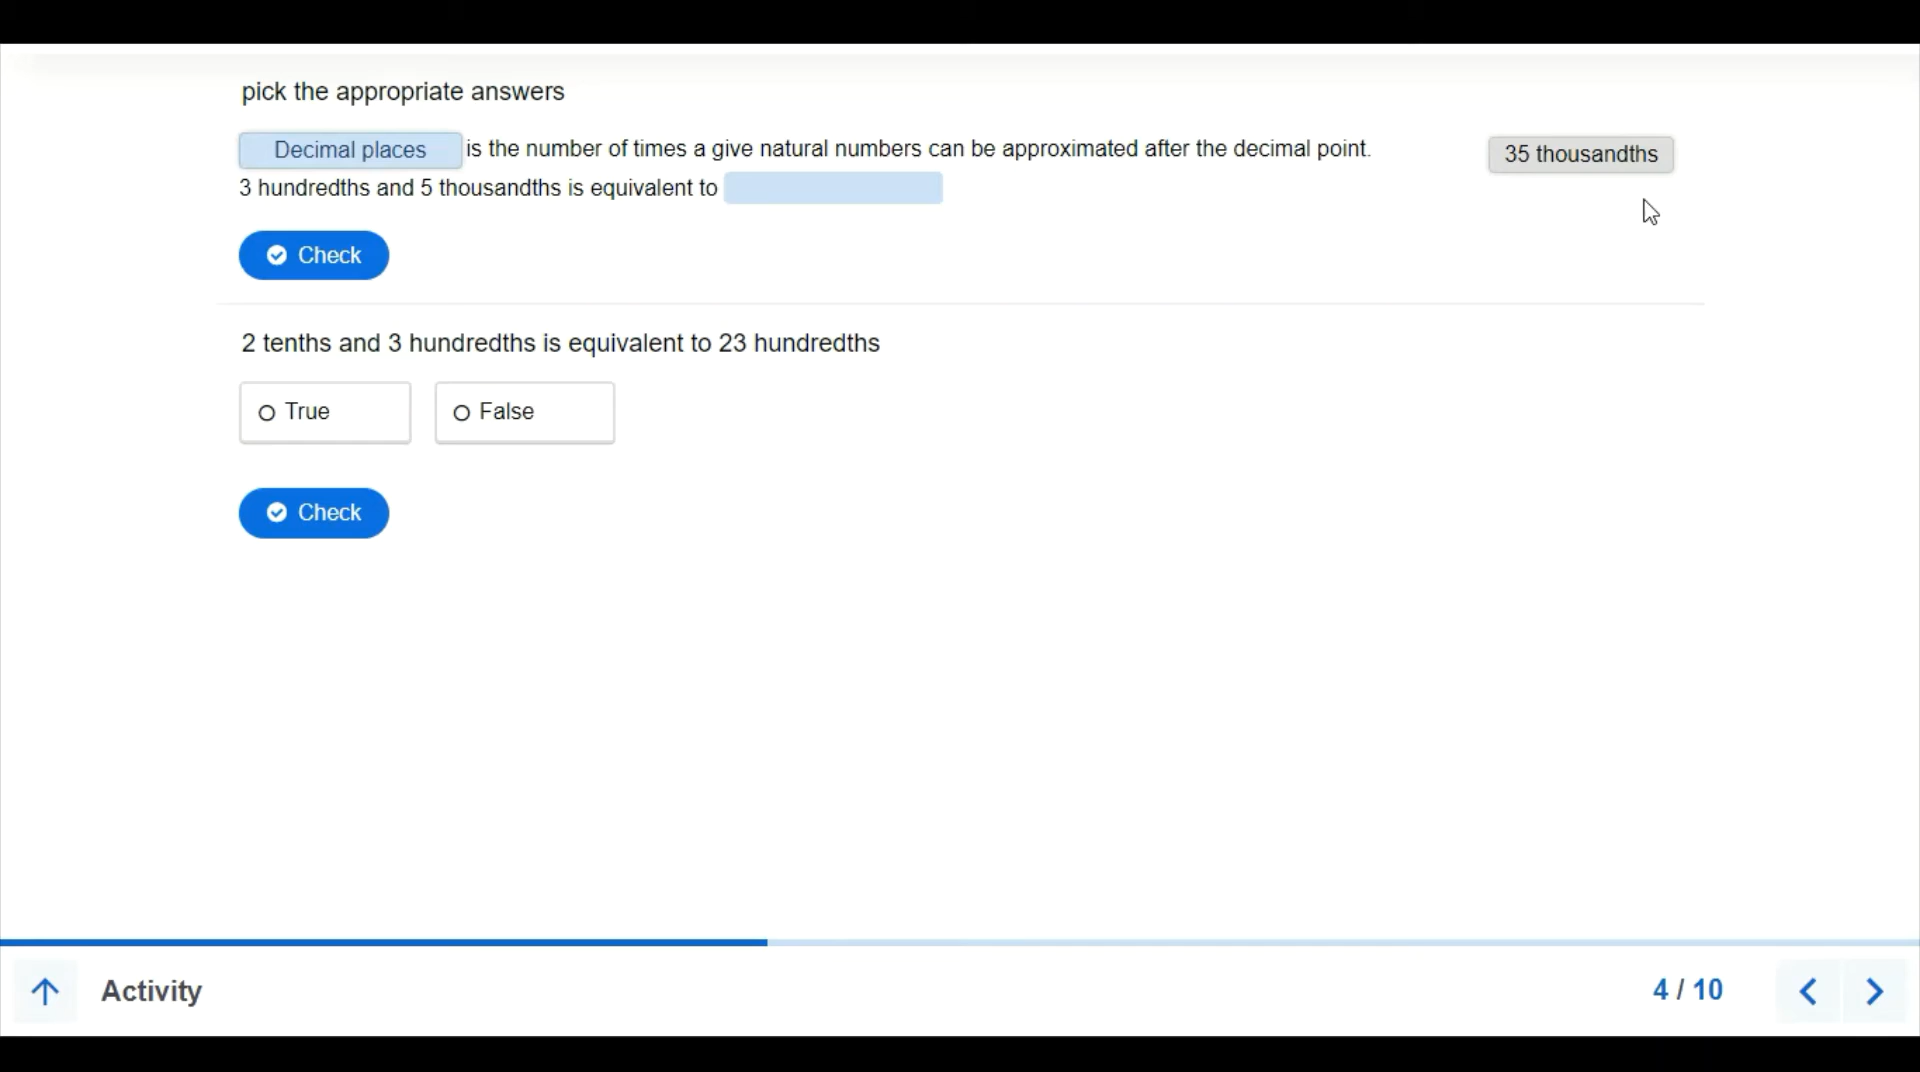 pick the appropriate answers
Decimal places is the number of times a give natural numbers can be approximated after the decimal point.
35 thousandths
3 hundredths and 5 thousandths is equivalent to
Check
2 tenths and 3 hundredths is equivalent to 23 hundredths
True False
Check
Activity 4 / 10